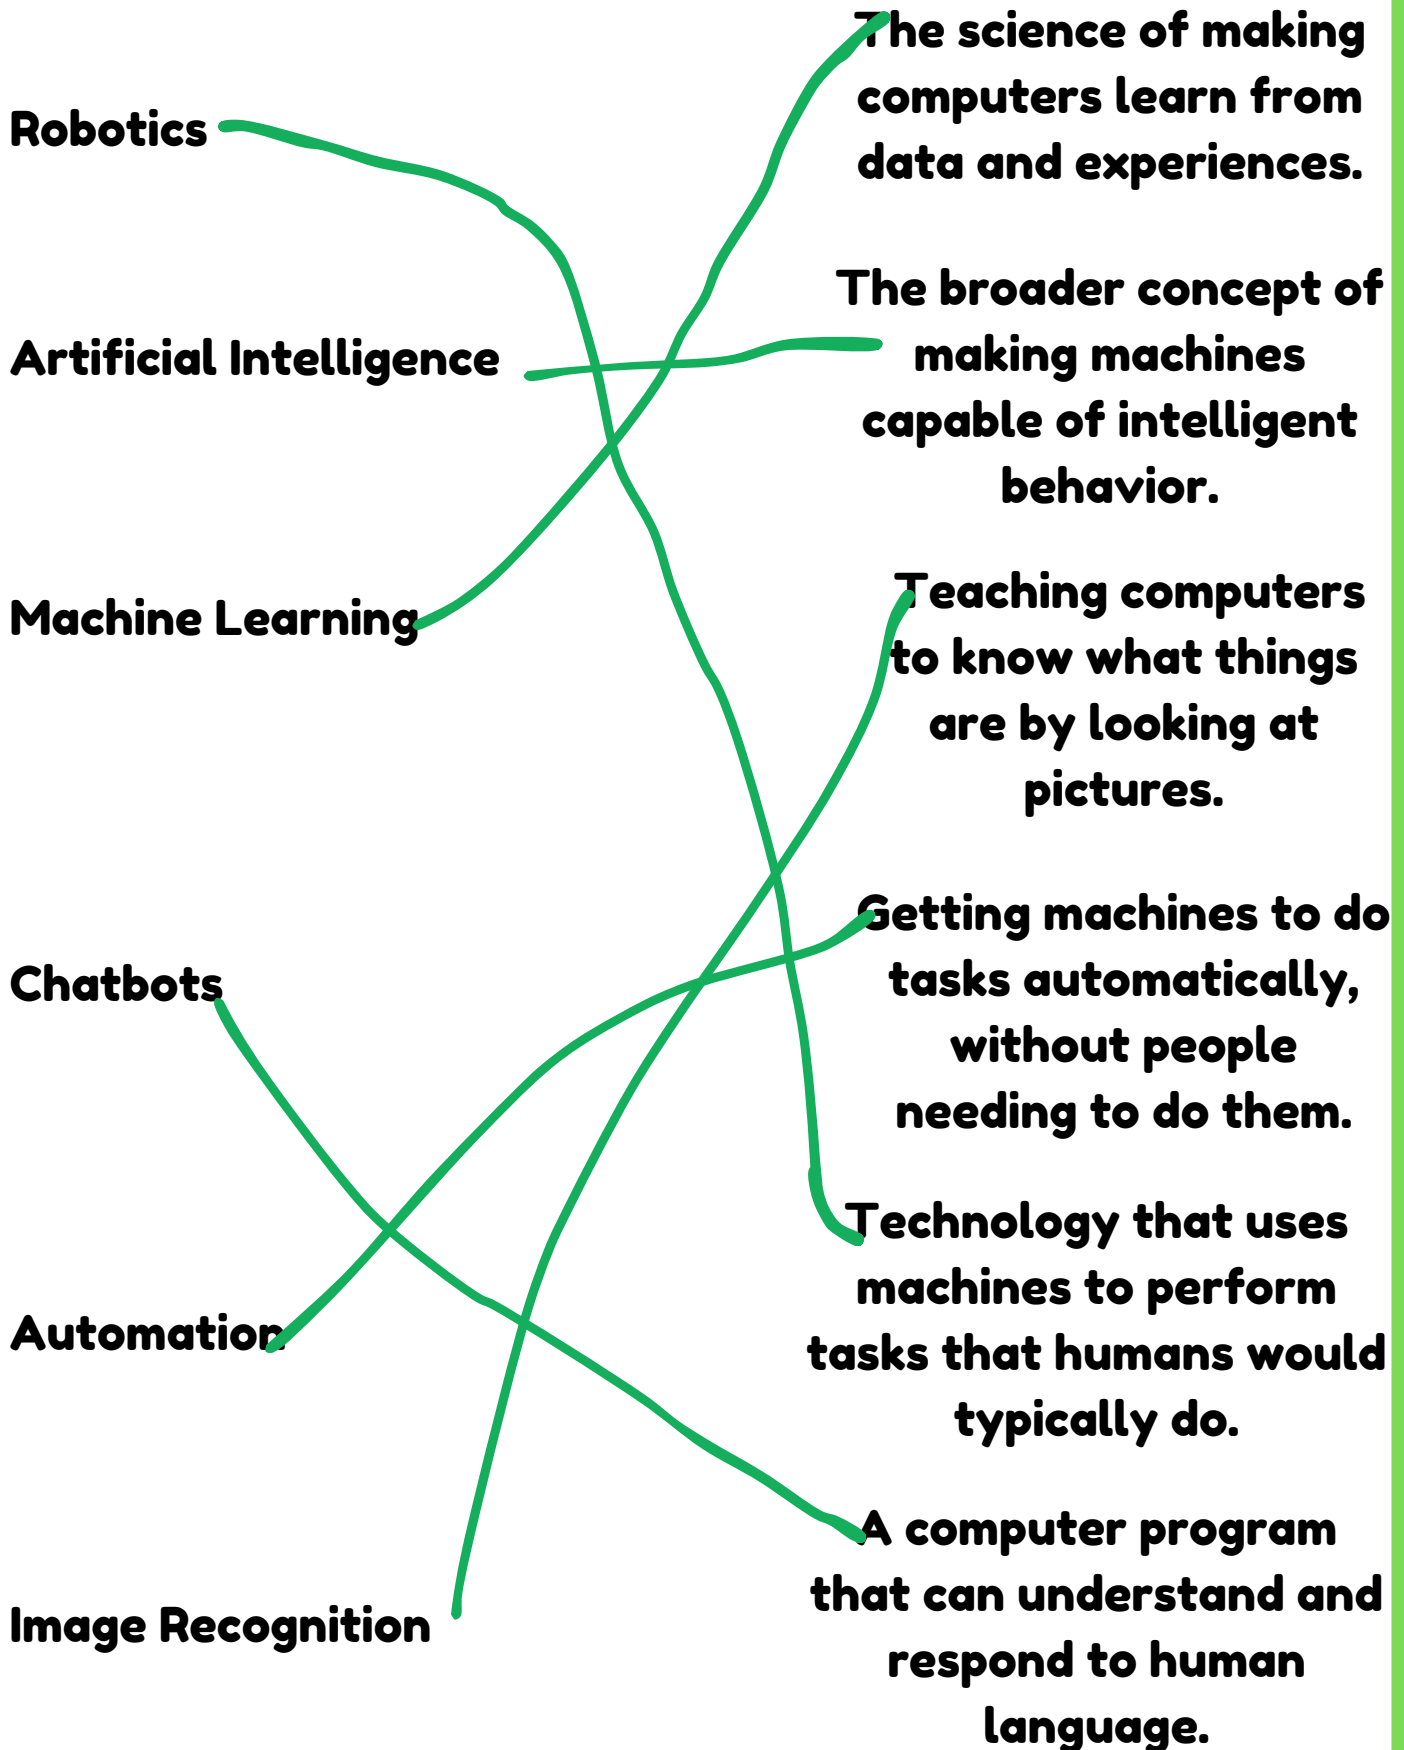 Robotics
Artificial Intelligence
Machine Learning
Chatbots
Automation
Image Recognition
The science of making
computers learn from
data and experiences.
The broader concept of
making machines
capable of intelligent
behavior.
Teaching computers
to know what things
are by looking at
pictures.
Getting machines to do
tasks automatically,
without people
needing to do them.
Technology that uses
machines to perform
tasks that humans would
typically do.
A computer program
that can understand and
respond to human
language.